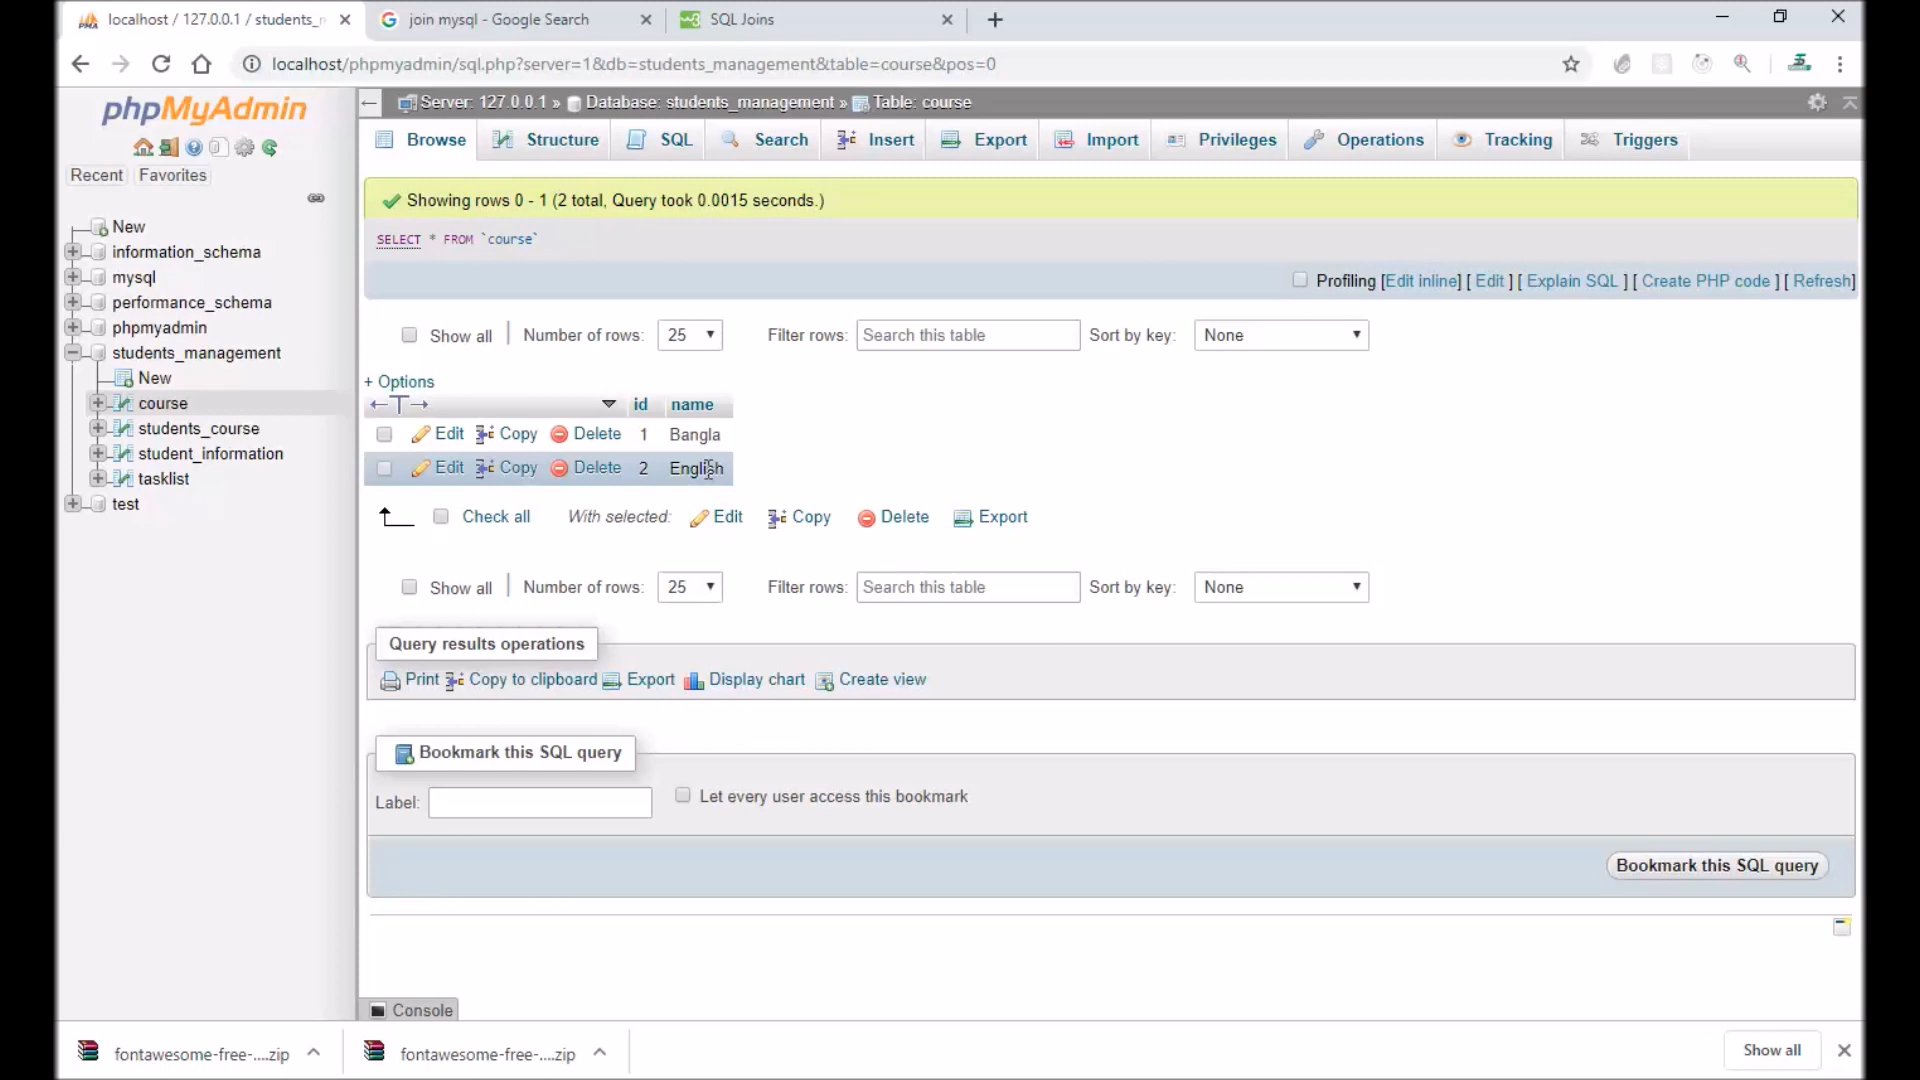 localhost / 127.0.0.1 / students_
join mysql - Google Search
SQL Joins
localhost/phpmyadmin/sql.php?server=1&db=students_management&table=course&pos=0
phpMyAdmin
Recent Favorites
New
information_schema
mysql
performance_schema
phpmyadmin
students_management
New
course
students_course
student_information
tasklist
test
Server: 127.0.0.1 » Database: students_management » Table: course
Browse Structure SQL Search Insert Export Import Privileges Operations Tracking Triggers
Showing rows 0 - 1 (2 total, Query took 0.0015 seconds.)
SELECT * FROM `course`
Profiling [Edit inline] [ Edit ] [ Explain SQL ] [ Create PHP code ] [ Refresh]
Show all Number of rows: 25 Filter rows: Search this table Sort by key: None
+ Options
id name
Edit Copy Delete 1 Bangla
Edit Copy Delete 2 English
Check all With selected: Edit Copy Delete Export
Show all Number of rows: 25 Filter rows: Search this table Sort by key: None
Query results operations
Print Copy to clipboard Export Display chart Create view
Bookmark this SQL query
Label: Let every user access this bookmark
Bookmark this SQL query
Console
fontawesome-free-....zip fontawesome-free-....zip Show all